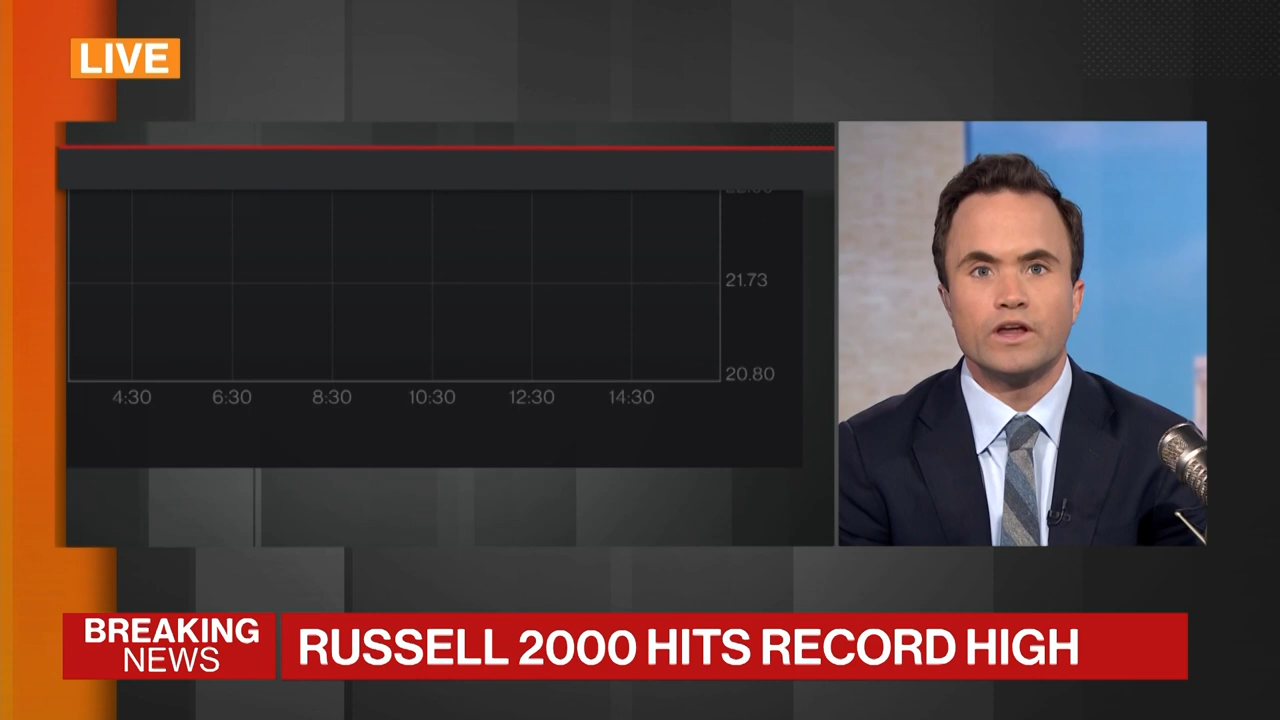 LIVE
21.73
20.80
4:30 6:30 8:30 10:30 12:30 14:30
BREAKING
NEWS
RUSSELL 2000 HITS RECORD HIGH